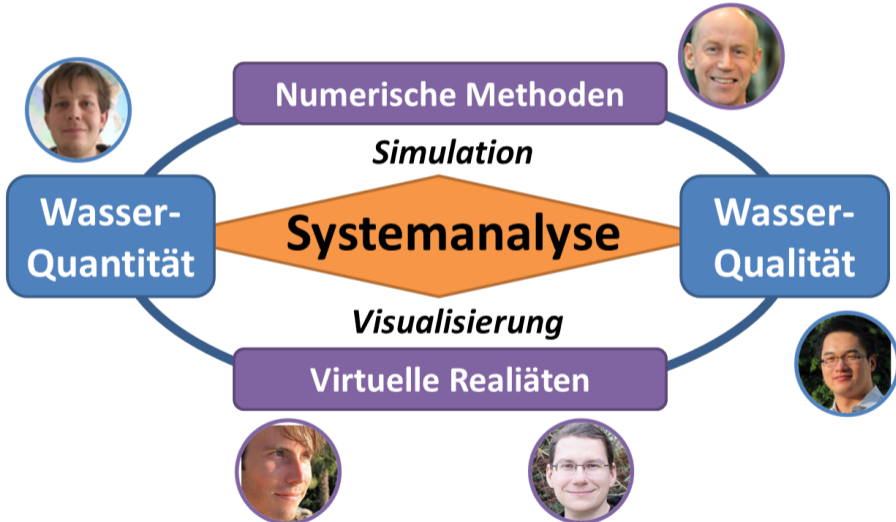 Numerische Methoden
Simulation
Wasser-
Quantität
Systemanalyse
Wasser-
Qualität
Visualisierung
Virtuelle Realiäten